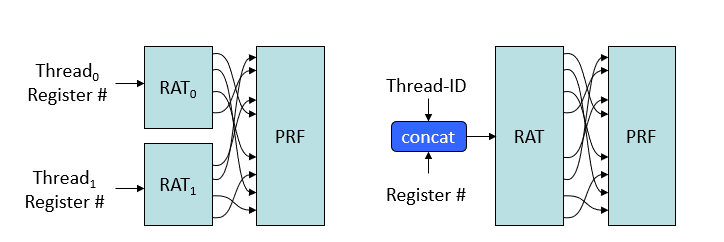 Thread0
Register #
RAT0
PRF
Thread1
Register #
RAT1
Thread-ID
concat
Register #
RAT
PRF